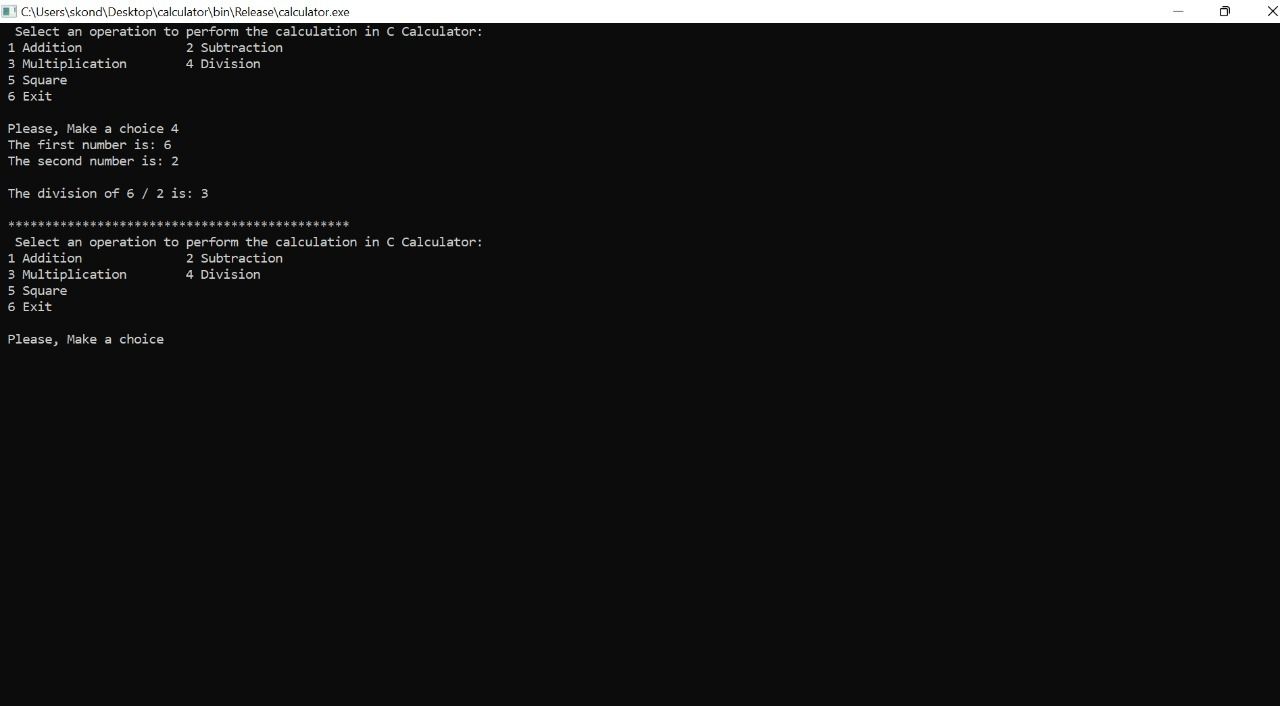 C:\Users\skond\Desktop\calculator\bin\Release\calculator.exe
Select an operation to perform the calculation in C Calculator:
1 Addition 2 Subtraction
3 Multiplication 4 Division
5 Square
6 Exit
Please, Make a choice 4
The first number is: 6
The second number is: 2
The division of 6 / 2 is: 3
**********************************************
Select an operation to perform the calculation in C Calculator:
1 Addition 2 Subtraction
3 Multiplication 4 Division
5 Square
6 Exit
Please, Make a choice